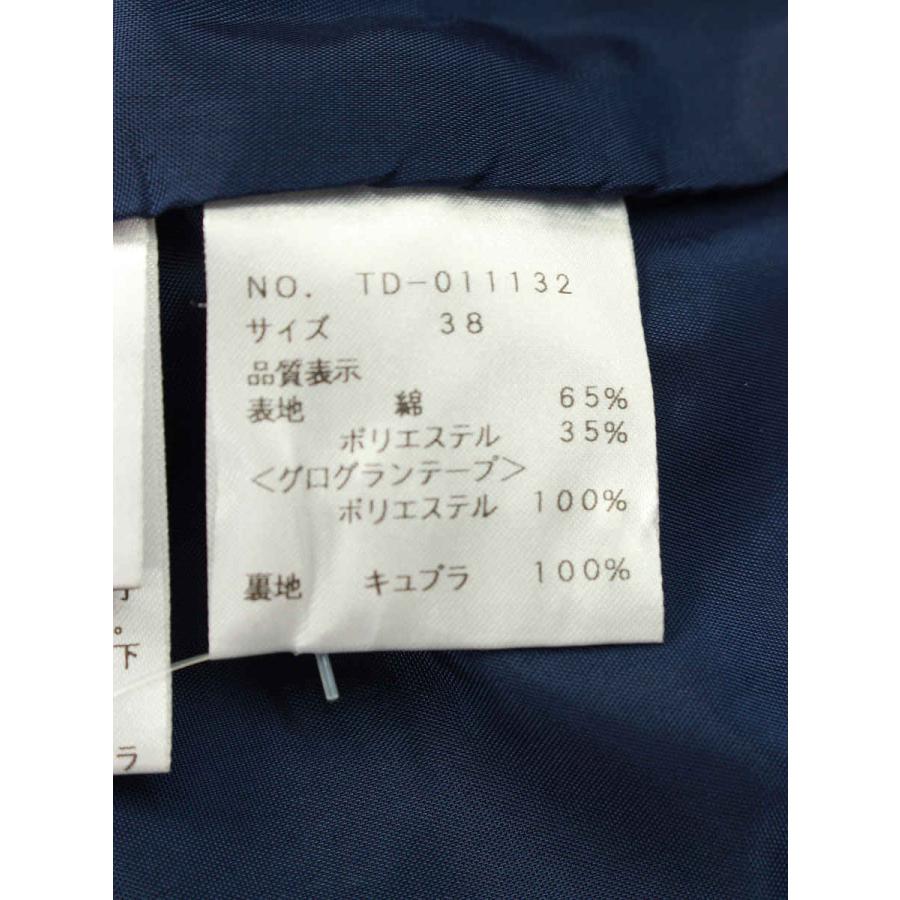 NO. TD-011132
サイズ 38
品質表示
表地 綿 65%
ポリエステル 35%
<グログランテープ>
ポリエステル 100%
裏地 キュプラ 100%
。
下
ラ